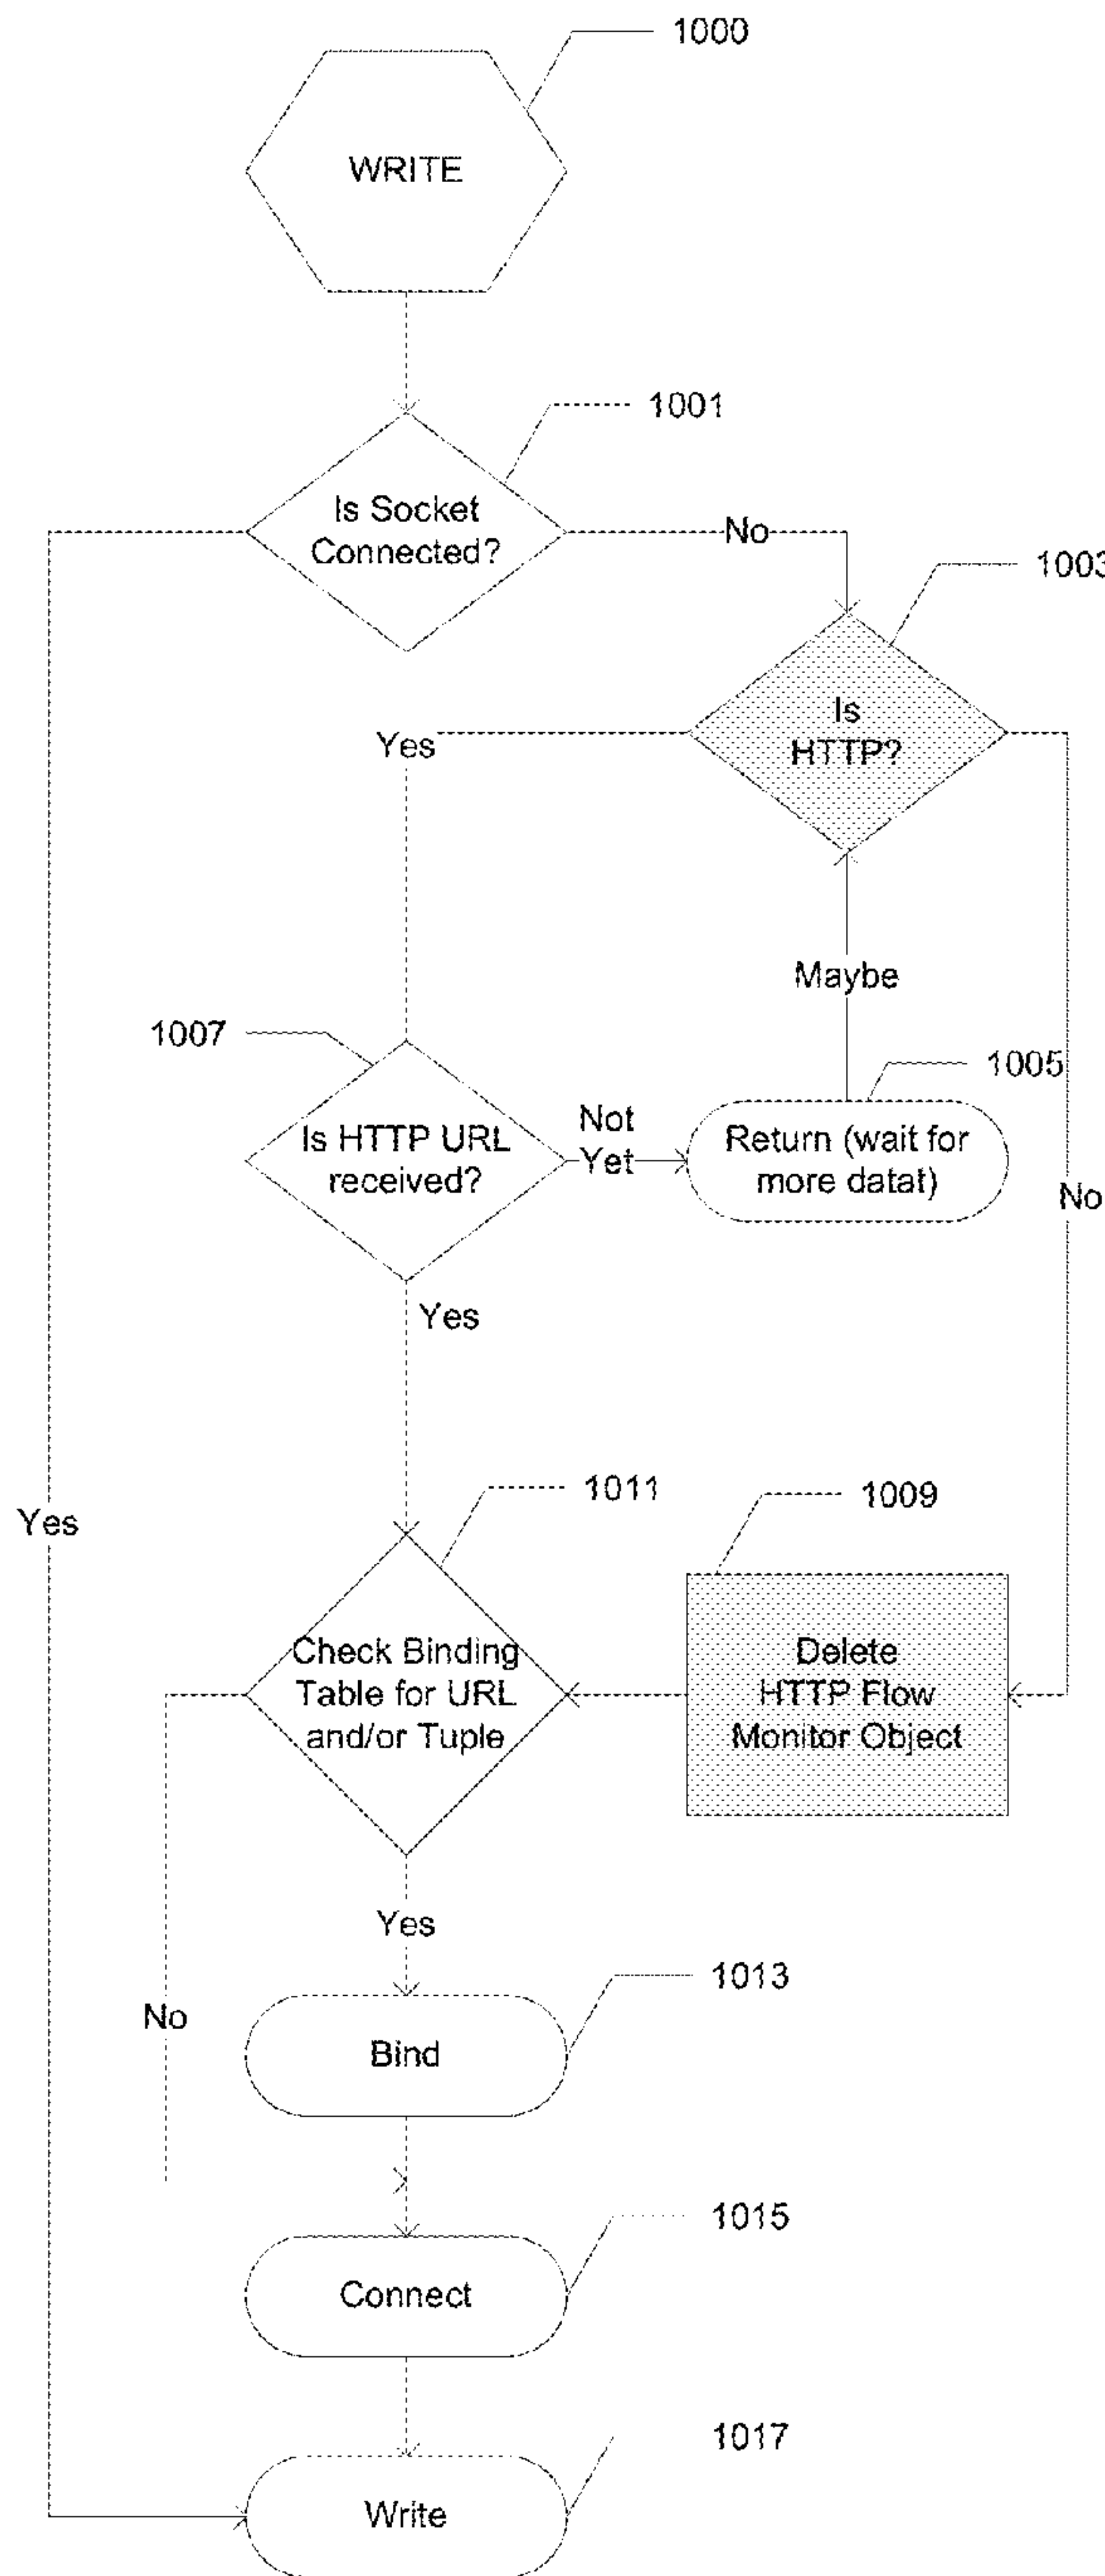 1000
WRITE
1001
Is Socket
Connected?
No
1003
Is
HTTP?
Yes
Maybe
1007
1005
Is HTTP URL
received?
Not
Yet
Return (wait for
more datat)
No
Yes
1011
1009
Yes
Check Binding
Table for URL
and/or Tuple
Delete
HTTP Flow
Monitor Object
Yes
1013
No
Bind
1015
Connect
1017
Write